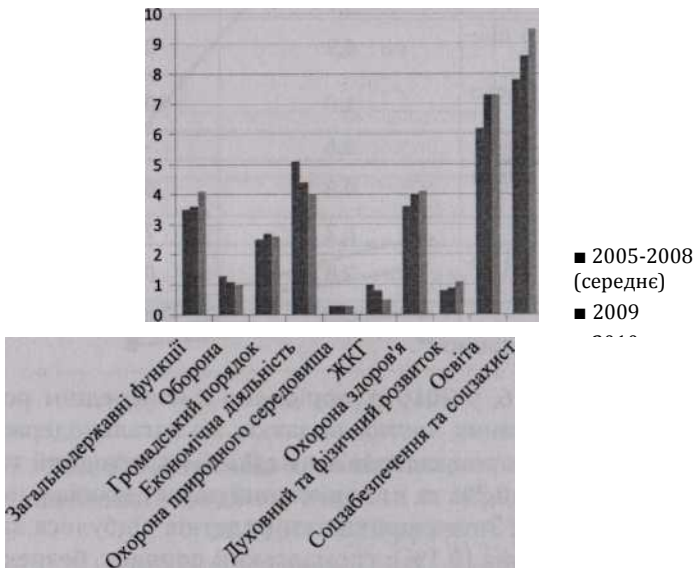 10
9
8
7
6
5
4
3
2
1
0
■ 2005-2008
(середнє)
■ 2009
Загальнодержавні функції
Оборона
Громадський порядок
Економічна діяльність
Охорона природного середовища
ЖКГ
Охорона здоров'я
Духовний та фізичний розвиток
Освіта
Соцзабезпечення та соцзахист